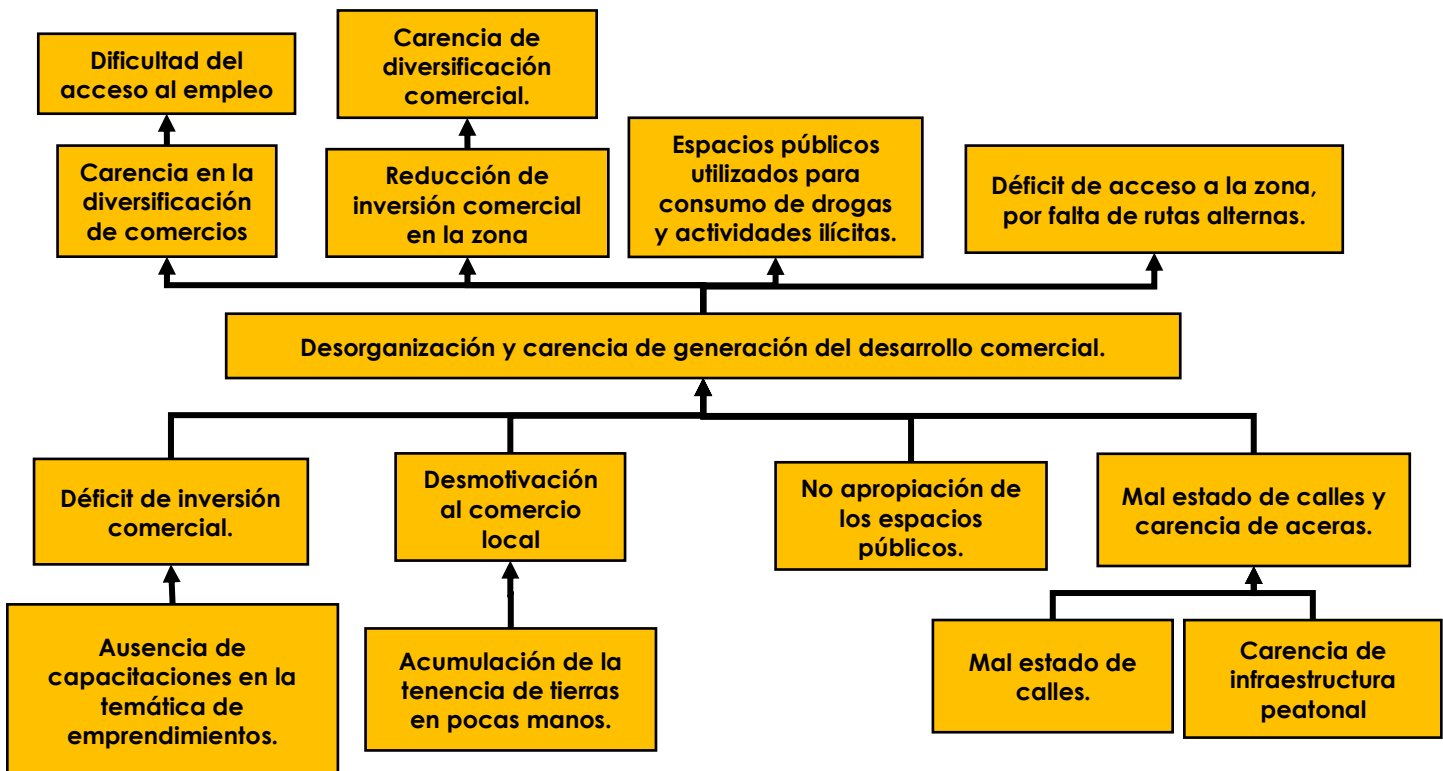 Dificultad del
acceso al empleo
Carencia de
diversificación
comercial.
Carencia en la
diversificación
de comercios
Reducción de
inversión comercial
en la zona
Espacios públicos
utilizados para
consumo de drogas
y actividades ilícitas.
Déficit de acceso a la zona,
por falta de rutas alternas.
Desorganización y carencia de generación del desarrollo comercial.
Déficit de inversión
comercial.
Desmotivación
al comercio
local
No apropiación de
los espacios
públicos.
Mal estado de calles y
carencia de aceras.
Ausencia de
capacitaciones en la
temática de
emprendimientos.
Acumulación de la
tenencia de tierras
en pocas manos.
Mal estado de
calles.
Carencia de
infraestructura
peatonal